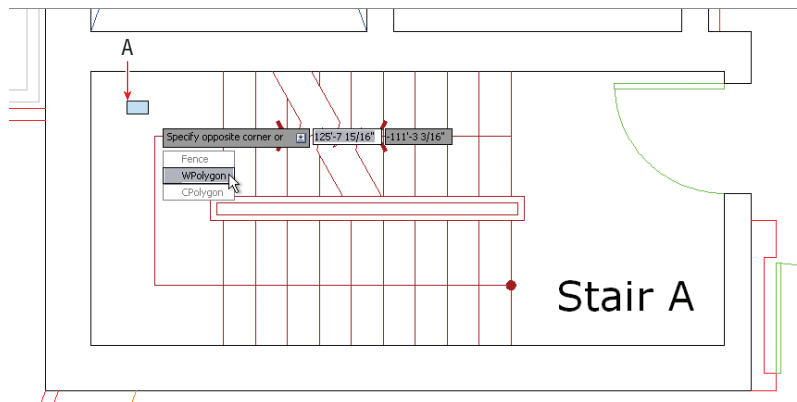 A
Specify opposite corner or 125'-7 15/16" -111'-3 3/16"
Fence
WPolygon
CPolygon
Stair A